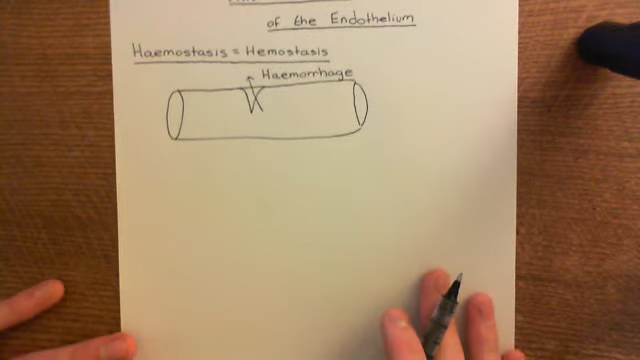 of the Endothelium
Haemostasis = Hemostasis
Haemorrhage